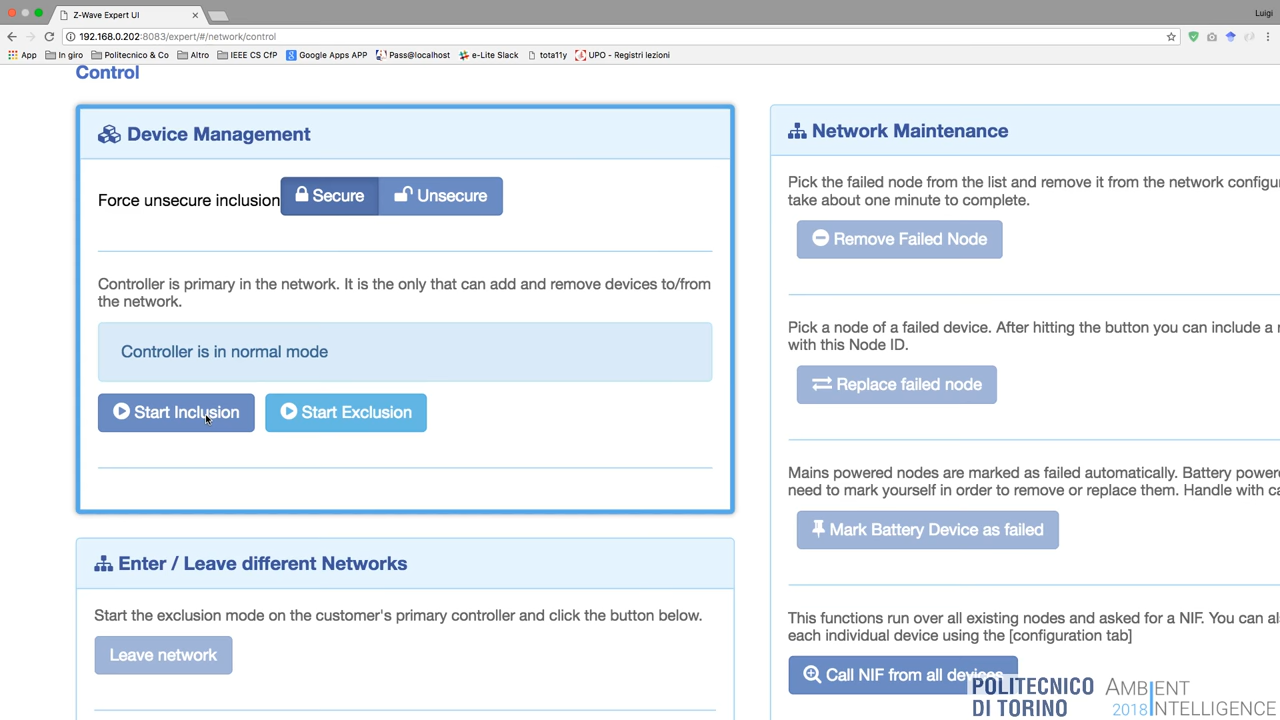 Z-Wave Expert UI
Luigi
192.168.0.202:8083/expert/#/network/control
App In giro Politecnico & Co Altro IEEE CS CfP Google Apps APP Pass@localhost e-Lite Slack tota11y UPO - Registri lezioni
Control
Device Management
Force unsecure inclusion Secure Unsecure
Controller is primary in the network. It is the only that can add and remove devices to/from
the network.
Controller is in normal mode
Start Inclusion Start Exclusion
Enter / Leave different Networks
Start the exclusion mode on the customer's primary controller and click the button below.
Leave network
Network Maintenance
Pick the failed node from the list and remove it from the network configu
take about one minute to complete.
Remove Failed Node
Pick a node of a failed device. After hitting the button you can include a
with this Node ID.
Replace failed node
Mains powered nodes are marked as failed automatically. Battery powere
need to mark yourself in order to remove or replace them. Handle with ca
Mark Battery Device as failed
This functions run over all existing nodes and asked for a NIF. You can al
each individual device using the [configuration tab]
Call NIF from all devices
POLITECNICO
DI TORINO
AMBIENT
2018 INTELLIGENCE